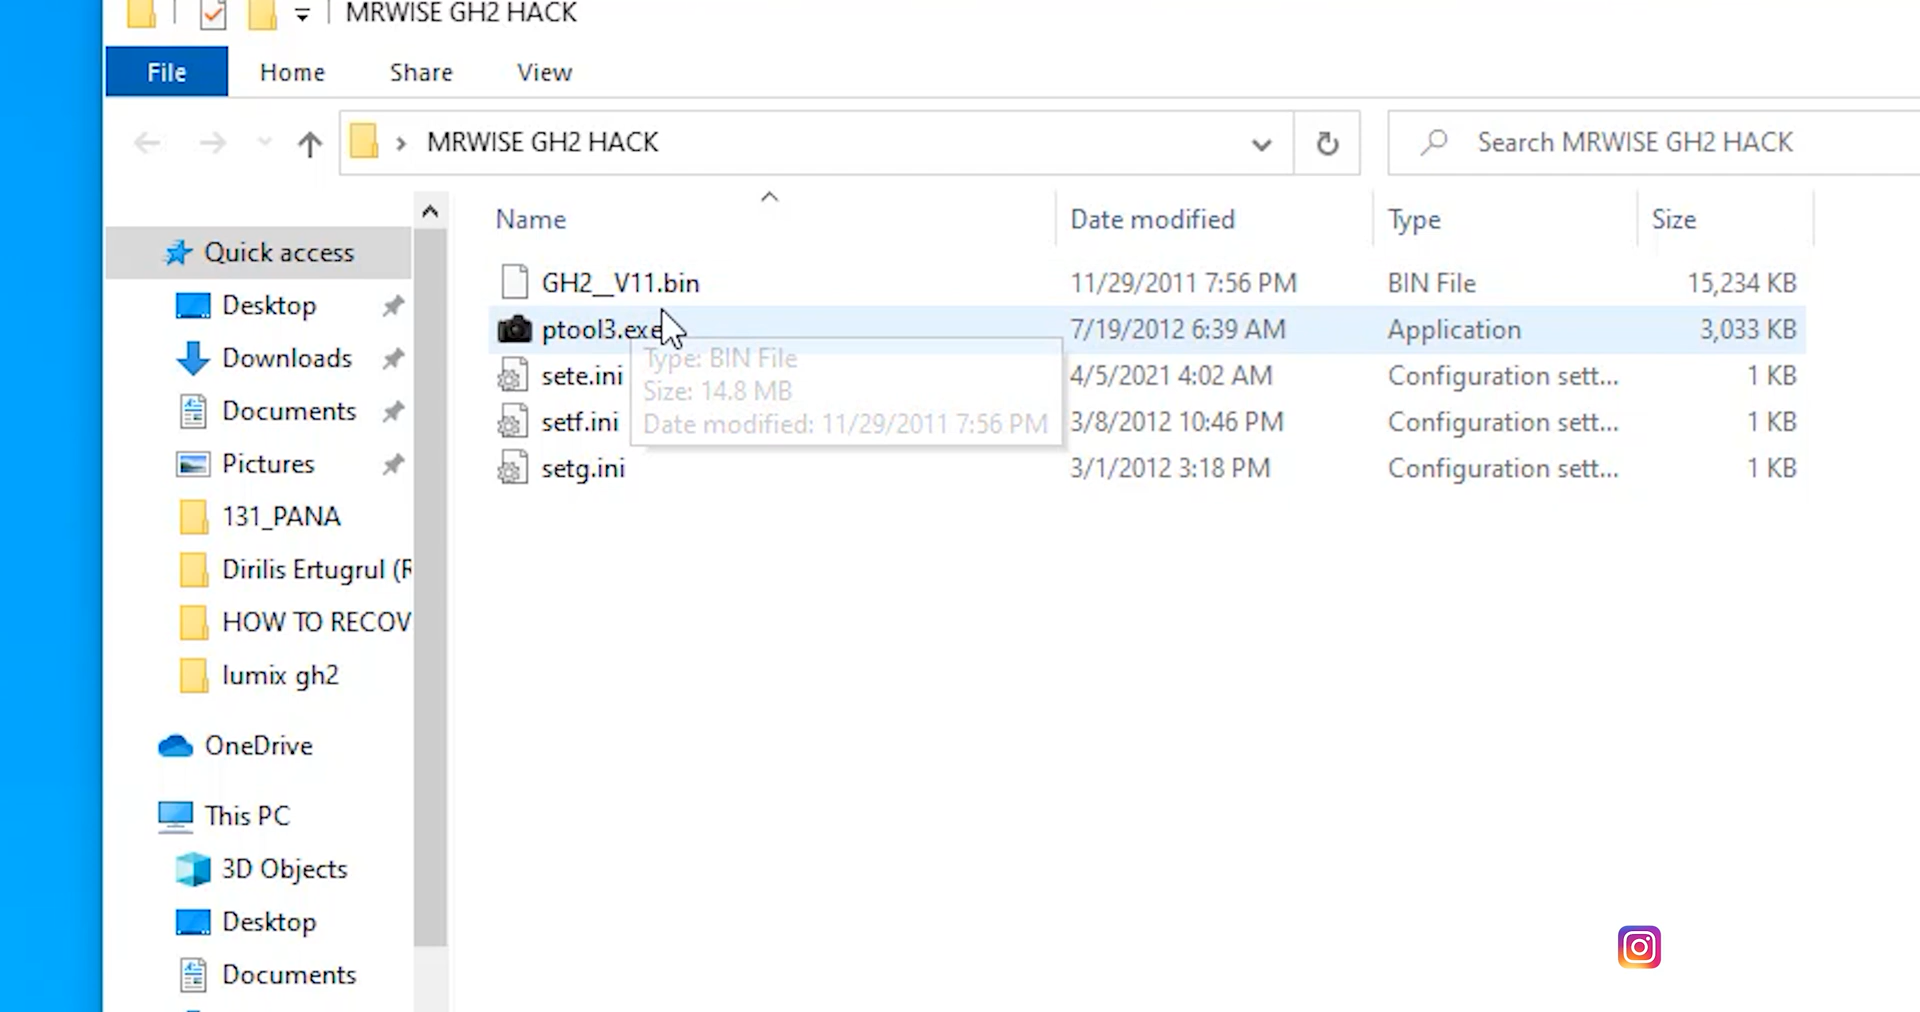 MRWISE GH2 HACK
File Home Share View
MRWISE GH2 HACK Search MRWISE GH2 HACK
Name Date modified Type Size
GH2__V11.bin 11/29/2011 7:56 PM BIN File 15,234 KB
ptool3.exe 7/19/2012 6:39 AM Application 3,033 KB
sete.ini 4/5/2021 4:02 AM Configuration sett... 1 KB
setf.ini 3/8/2012 10:46 PM Configuration sett... 1 KB
setg.ini 3/1/2012 3:18 PM Configuration sett... 1 KB
Type: BIN File
Size: 14.8 MB
Date modified: 11/29/2011 7:56 PM
Quick access
Desktop
Downloads
Documents
Pictures
131_PANA
Dirilis Ertugrul (R
HOW TO RECOV
lumix gh2
OneDrive
This PC
3D Objects
Desktop
Documents